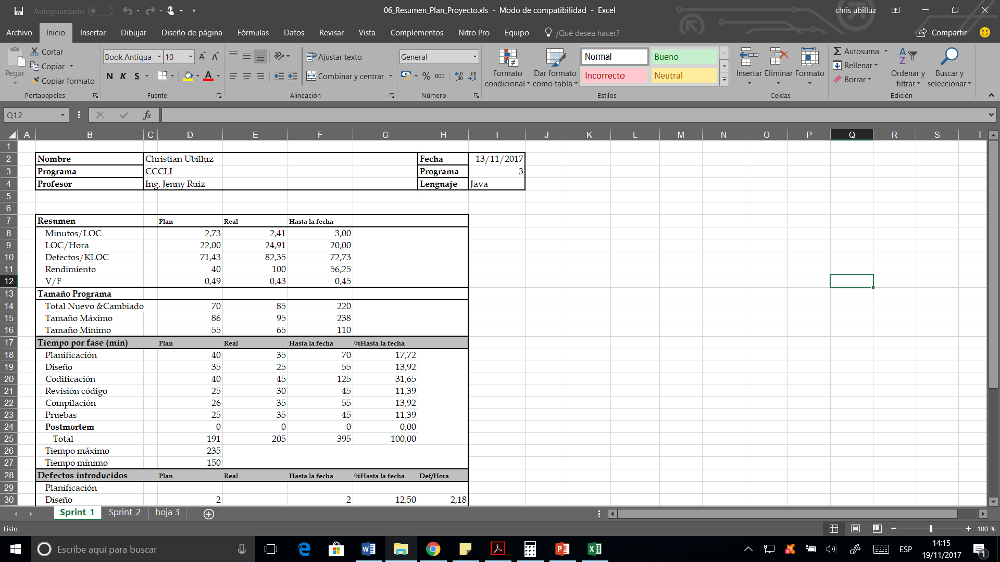 Autoguardado
06_Resumen_Plan_Proyecto.xls - Modo de compatibilidad - Excel
chris ubilluz
Archivo Inicio Insertar Dibujar Diseño de página Fórmulas Datos Revisar Vista Complementos Nitro Pro Equipo ¿Qué desea hacer? Compartir
Pegar
Cortar
Copiar
Copiar formato
Portapapeles
Book Antiqua 10
N K S
Fuente
Ajustar texto
Combinar y centrar
Alineación
General
% 000
Número
Formato condicional
Dar formato como tabla
Normal Bueno
Incorrecto Neutral
Estilos
Insertar Eliminar Formato
Celdas
Autosuma
Rellenar
Borrar
Ordenar y filtrar
Buscar y seleccionar
Edición
Q12 fx
A B C D E F G H I J K L M N O P Q R S T
1
2 Nombre Christian Ubilluz Fecha 13/11/2017
3 Programa CCCLI Programa 3
4 Profesor Ing. Jenny Ruiz Lenguaje Java
5
6
7 Resumen Plan Real Hasta la fecha
8 Minutos/LOC 2,73 2,41 3,00
9 LOC/Hora 22,00 24,91 20,00
10 Defectos/KLOC 71,43 82,35 72,73
11 Rendimiento 40 100 56,25
12 V/F 0,49 0,43 0,45
13 Tamaño Programa
14 Total Nuevo &Cambiado 70 85 220
15 Tamaño Máximo 86 95 238
16 Tamaño Mínimo 55 65 110
17 Tiempo por fase (min) Plan Real Hasta la fecha %Hasta la fecha
18 Planificación 40 35 70 17,72
19 Diseño 35 25 55 13,92
20 Codificación 40 45 125 31,65
21 Revisión código 25 30 45 11,39
22 Compilación 26 35 55 13,92
23 Pruebas 25 35 45 11,39
24 Postmortem 0 0 0 0,00
25 Total 191 205 395 100,00
26 Tiempo máximo 235
27 Tiempo mínimo 150
28 Defectos introducidos Plan Real Hasta la fecha %Hasta la fecha Def/Hora
29 Planificación
30 Diseño 2 2 12,50 2,18
Sprint_1 Sprint_2 hoja 3
Listo
100 %
Escribe aquí para buscar
ESP
14:15
19/11/2017
1